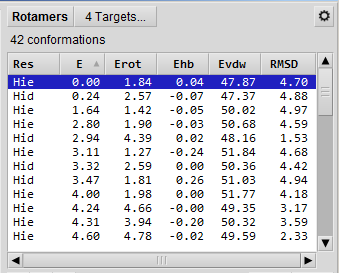 Rotamers 4 Targets...
42 conformations
Res E Erot Ehb Evdw RMSD
Hie 0.00 1.84 0.04 47.87 4.70
Hid 0.24 2.57 -0.07 47.37 4.88
Hie 1.64 1.42 -0.05 50.02 4.97
Hid 2.80 1.90 -0.03 50.68 4.59
Hid 2.94 4.39 0.02 48.16 1.53
Hie 3.11 1.27 -0.24 51.84 4.68
Hid 3.32 2.59 0.00 50.36 4.42
Hid 3.47 1.81 0.26 51.03 4.94
Hie 4.00 1.98 0.00 51.77 4.18
Hie 4.24 4.66 -0.00 49.35 3.17
Hie 4.31 3.94 -0.20 50.32 3.59
Hie 4.60 4.78 -0.02 49.59 2.33